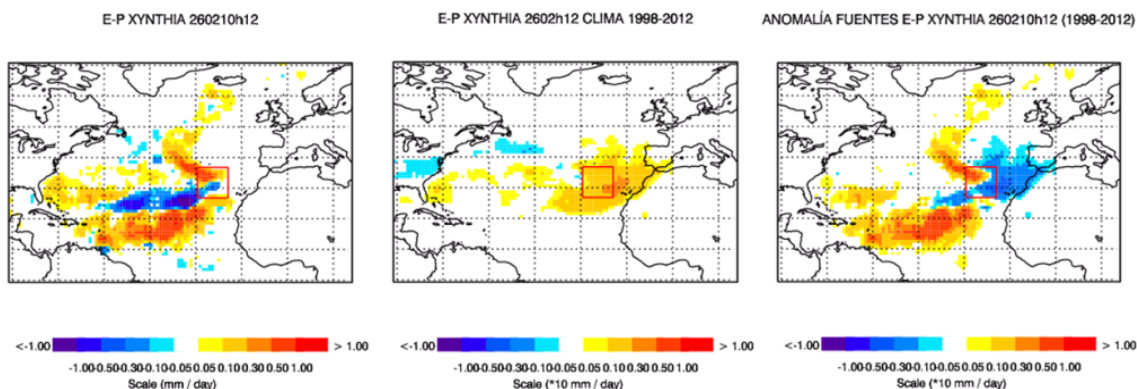 E-P XYNTHIA 260210h12
E-P XYNTHIA 2602h12 CLIMA 1998-2012
ANOMALÍA FUENTES E-P XYNTHIA 260210h12 (1998-2012)
<-1.00 > 1.00
-1.00-0.50-0.30-0.10-0.05 0.05 0.10 0.30 0.50 1.00
Scale (mm / day)
<-1.00 > 1.00
-1.00-0.50-0.30-0.10-0.05 0.05 0.10 0.30 0.50 1.00
Scale (*10 mm / day)
<-1.00 > 1.00
-1.00-0.50-0.30-0.10-0.05 0.05 0.10 0.30 0.50 1.00
Scale (*10 mm / day)